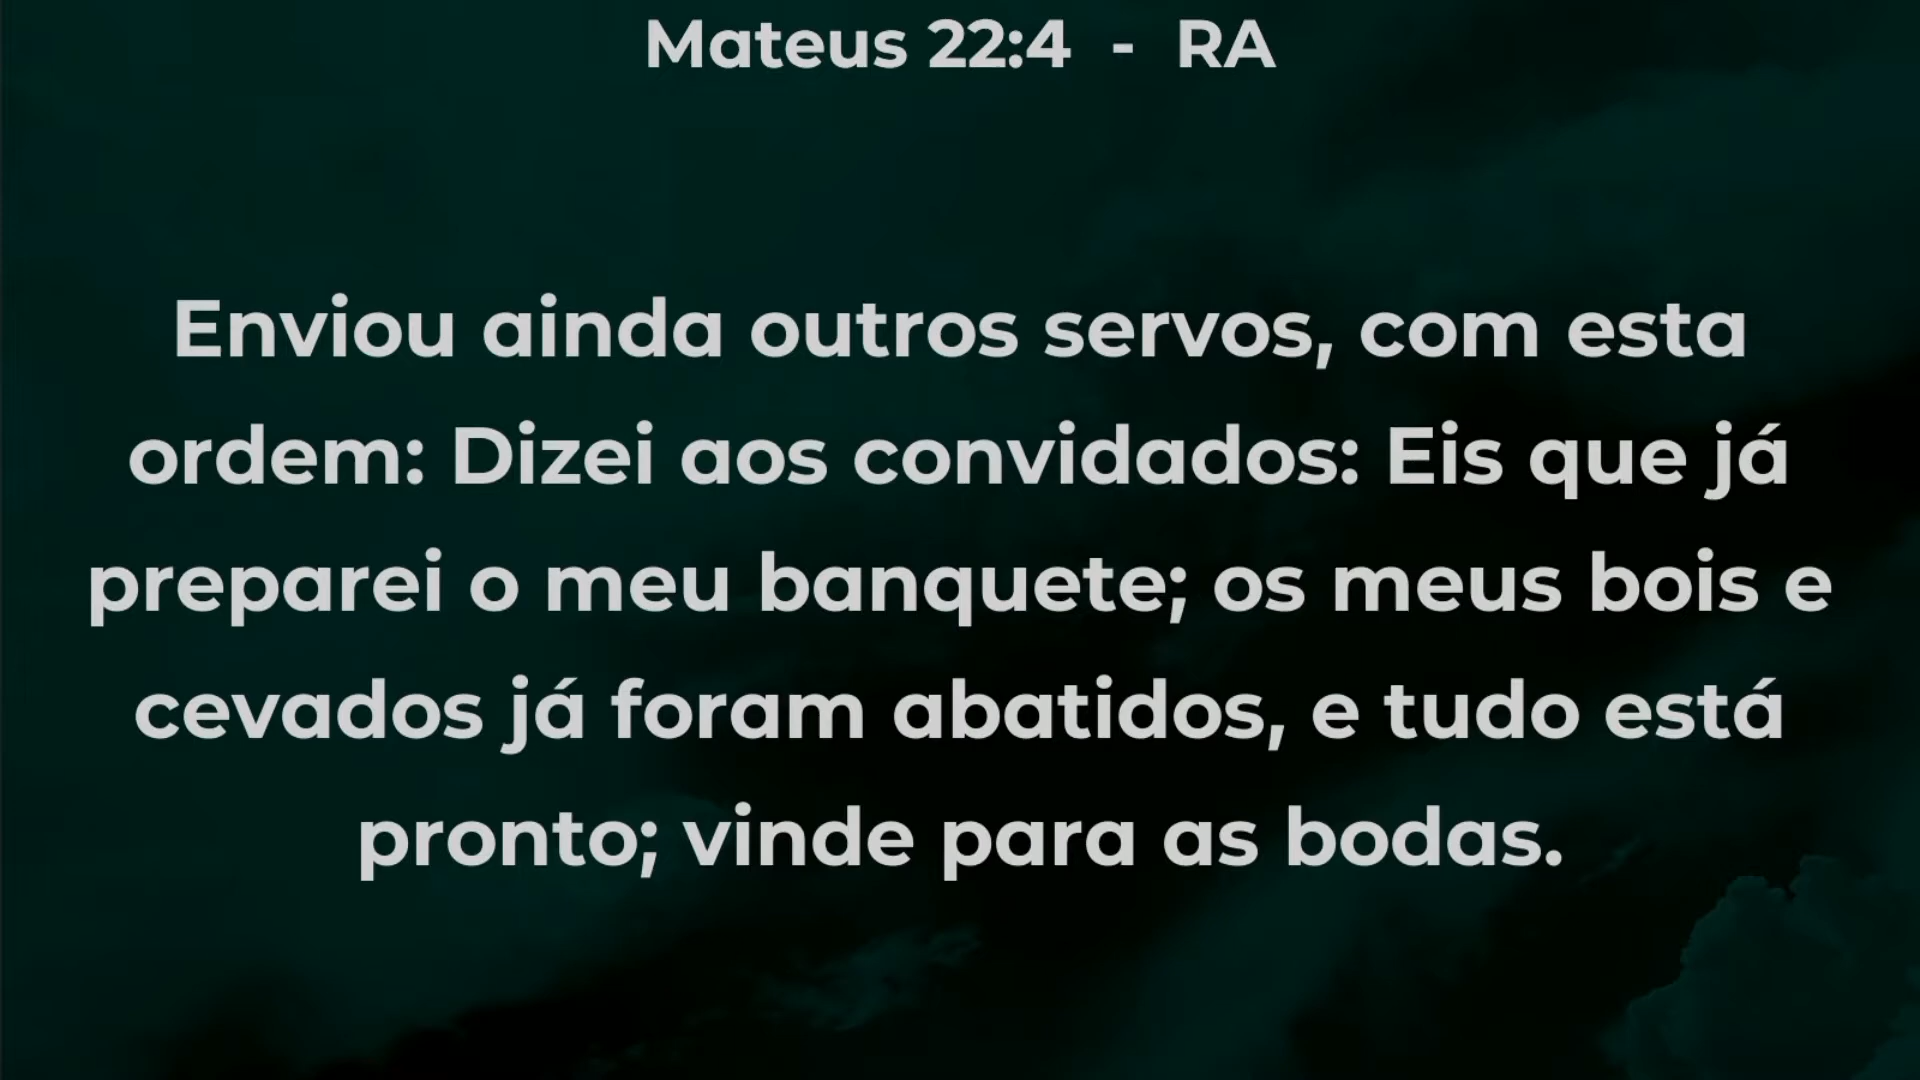 Mateus 22:4 - RA
Enviou ainda outros servos, com esta
ordem: Dizei aos convidados: Eis que já
preparei o meu banquete; os meus bois e
cevados já foram abatidos, e tudo está
pronto; vinde para as bodas.